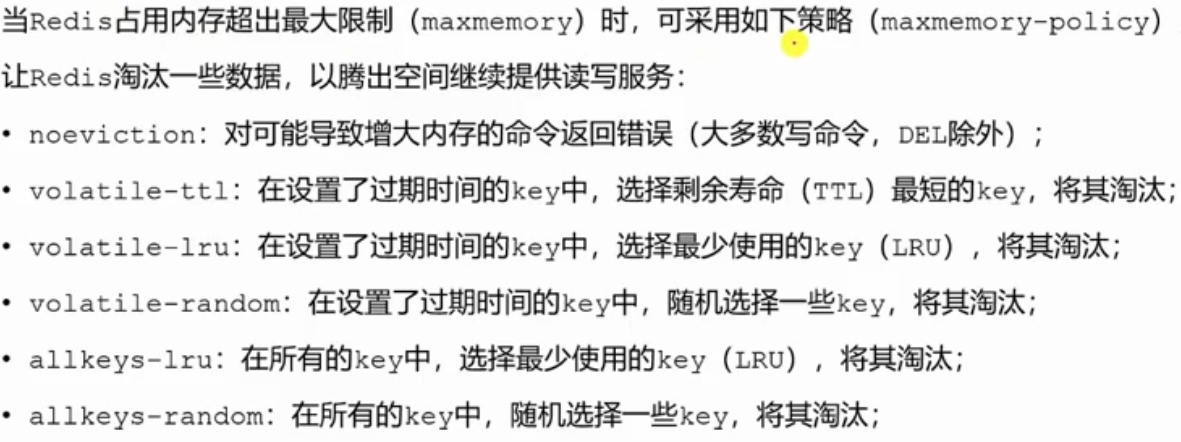 当Redis占用内存超出最大限制（maxmemory）时，可采用如下策略（maxmemory-policy），
让Redis淘汰一些数据，以腾出空间继续提供读写服务：
• noeviction：对可能导致增大内存的命令返回错误（大多数写命令，DEL除外）；
• volatile-ttl：在设置了过期时间的key中，选择剩余寿命（TTL）最短的key，将其淘汰；
• volatile-lru：在设置了过期时间的key中，选择最少使用的key（LRU），将其淘汰；
• volatile-random：在设置了过期时间的key中，随机选择一些key，将其淘汰；
• allkeys-lru：在所有的key中，选择最少使用的key（LRU），将其淘汰；
• allkeys-random：在所有的key中，随机选择一些key，将其淘汰；